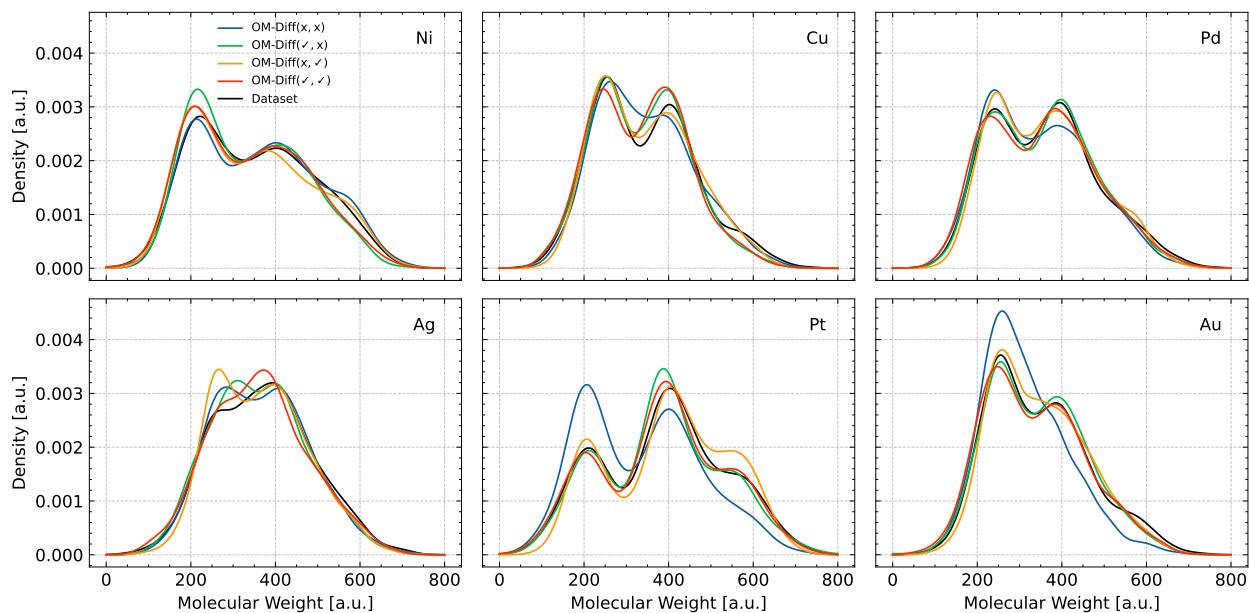 OM-Diff(x, x)
OM-Diff(✓, x)
OM-Diff(x, ✓)
OM-Diff(✓, ✓)
Dataset
Ni
Cu
Pd
0.004
0.003
0.002
0.001
0.000
Density [a.u.]
Ag
Pt
Au
0.004
0.003
0.002
0.001
0.000
Density [a.u.]
0 200 400 600 800
0 200 400 600 800
0 200 400 600 800
Molecular Weight [a.u.]
Molecular Weight [a.u.]
Molecular Weight [a.u.]